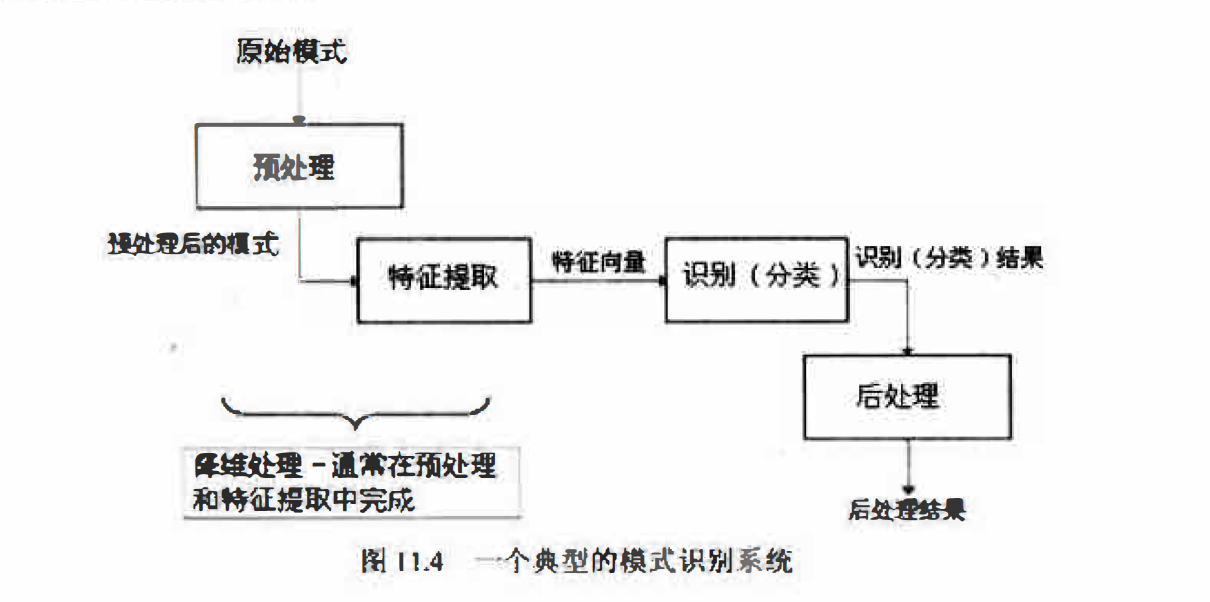 原始模式
预处理
预处理后的模式
特征提取
特征向量
识别（分类）
识别（分类）结果
后处理
降维处理－通常在预处理
和特征提取中完成
后处理结果
图 11.4 一个典型的模式识别系统